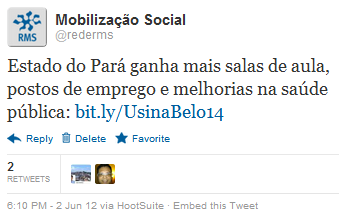 RMS
Mobilização Social
@rederms
Estado do Pará ganha mais salas de aula,
postos de emprego e melhorias na saúde
pública: bit.ly/UsinaBelo14
Reply Delete Favorite
2
RETWEETS
6:10 PM - 2 Jun 12 via HootSuite · Embed this Tweet